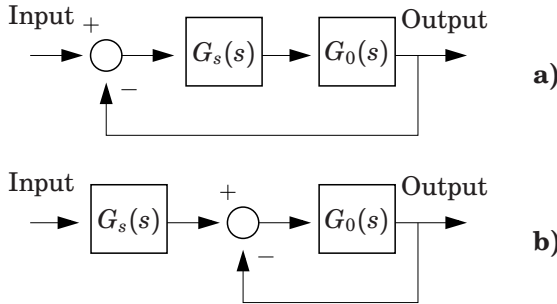 Input
Output
+
G_s(s)
G_0(s)
−
a)
Input
Output
+
G_s(s)
G_0(s)
−
b)